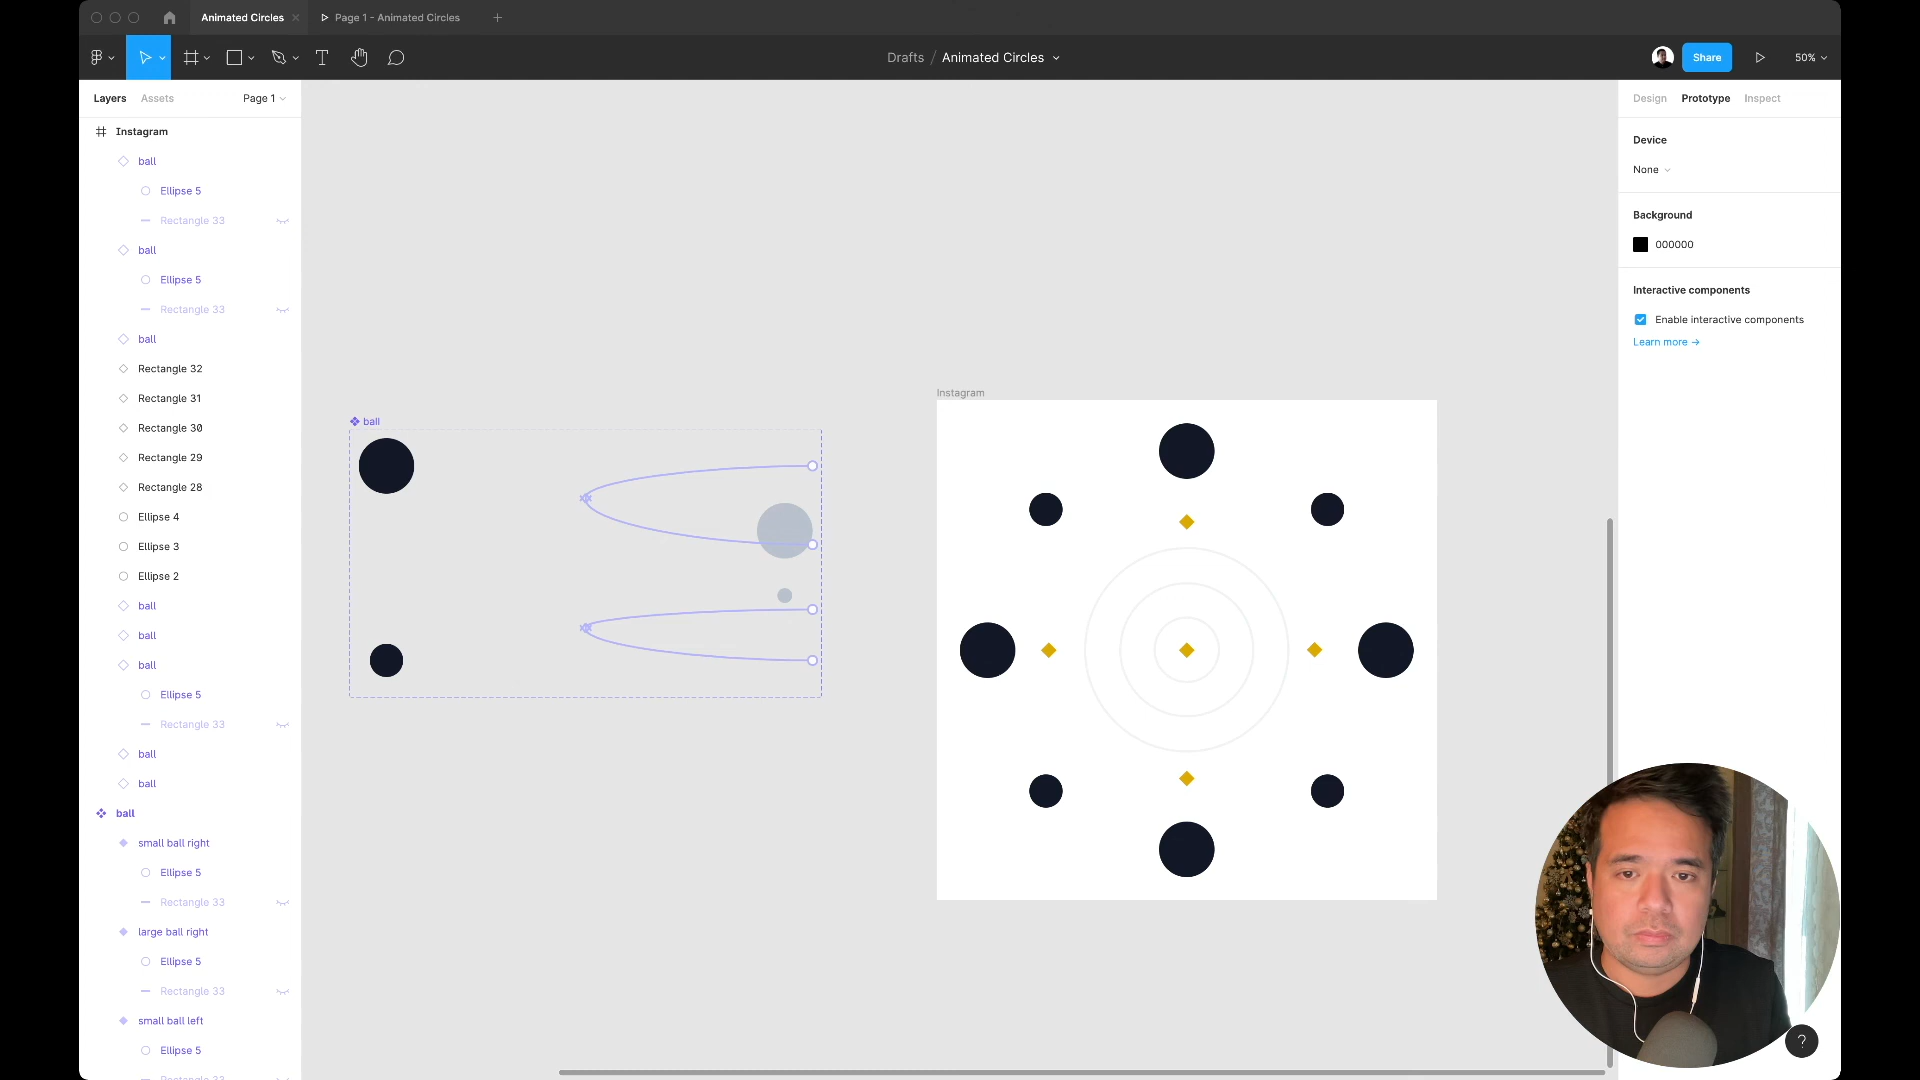 Animated Circles
Page 1 - Animated Circles
Drafts / Animated Circles
Share
50%
Layers
Assets
Page 1
Instagram
ball
Ellipse 5
Rectangle 33
ball
Ellipse 5
Rectangle 33
ball
Rectangle 32
Rectangle 31
Rectangle 30
Rectangle 29
Rectangle 28
Ellipse 4
Ellipse 3
Ellipse 2
ball
ball
ball
Ellipse 5
Rectangle 33
ball
ball
ball
small ball right
Ellipse 5
Rectangle 33
large ball right
Ellipse 5
Rectangle 33
small ball left
Ellipse 5
Rectangle 33
ball
Instagram
Design
Prototype
Inspect
Device
None
Background
000000
Interactive components
Enable interactive components
Learn more →
?